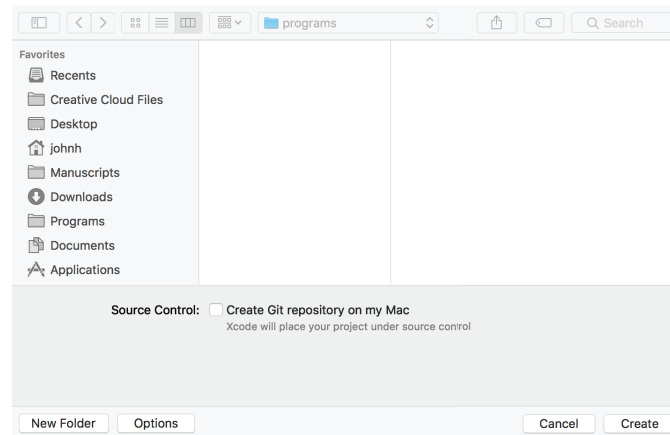 programs
Search
Favorites
Recents
Creative Cloud Files
Desktop
johnh
Manuscripts
Downloads
Programs
Documents
Applications
Source Control: Create Git repository on my Mac
Xcode will place your project under source control
New Folder Options Cancel Create